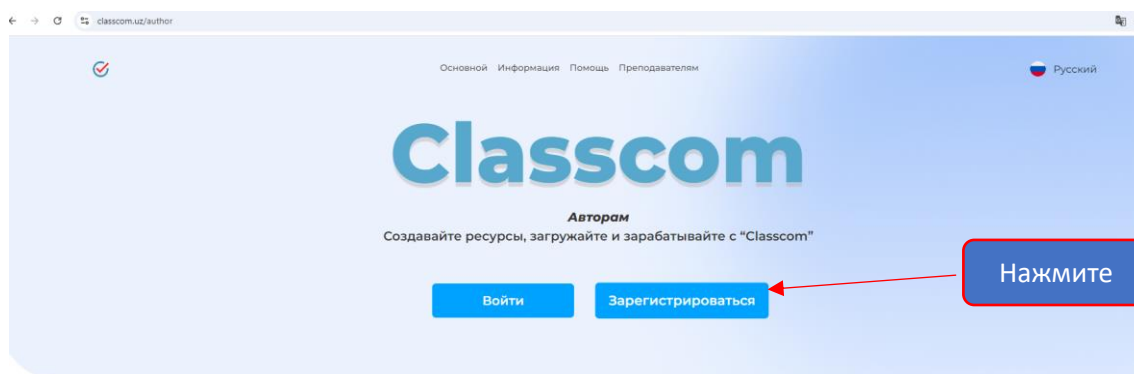 classcom.uz/author
Основной Информация Помощь Преподавателям
Русский
Classcom
Авторам
Создавайте ресурсы, загружайте и зарабатывайте с “Classcom”
Войти Зарегистрироваться
Нажмите